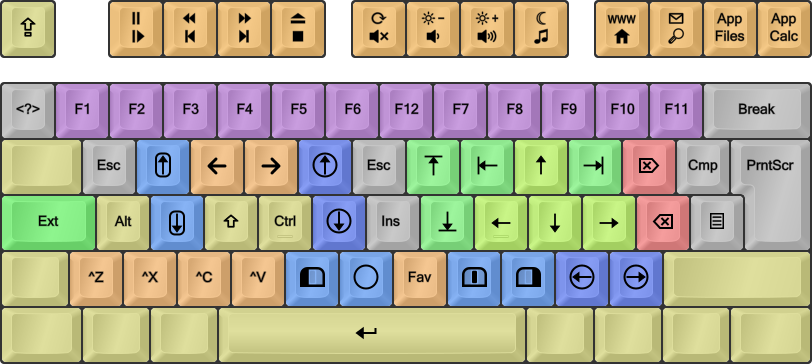 www App App
Files Calc
<?> F1 F2 F3 F4 F5 F6 F12 F7 F8 F9 F10 F11 Break
Esc Esc Cmp PrntScr
Ext Alt Ctrl Ins
^Z ^X ^C ^V Fav